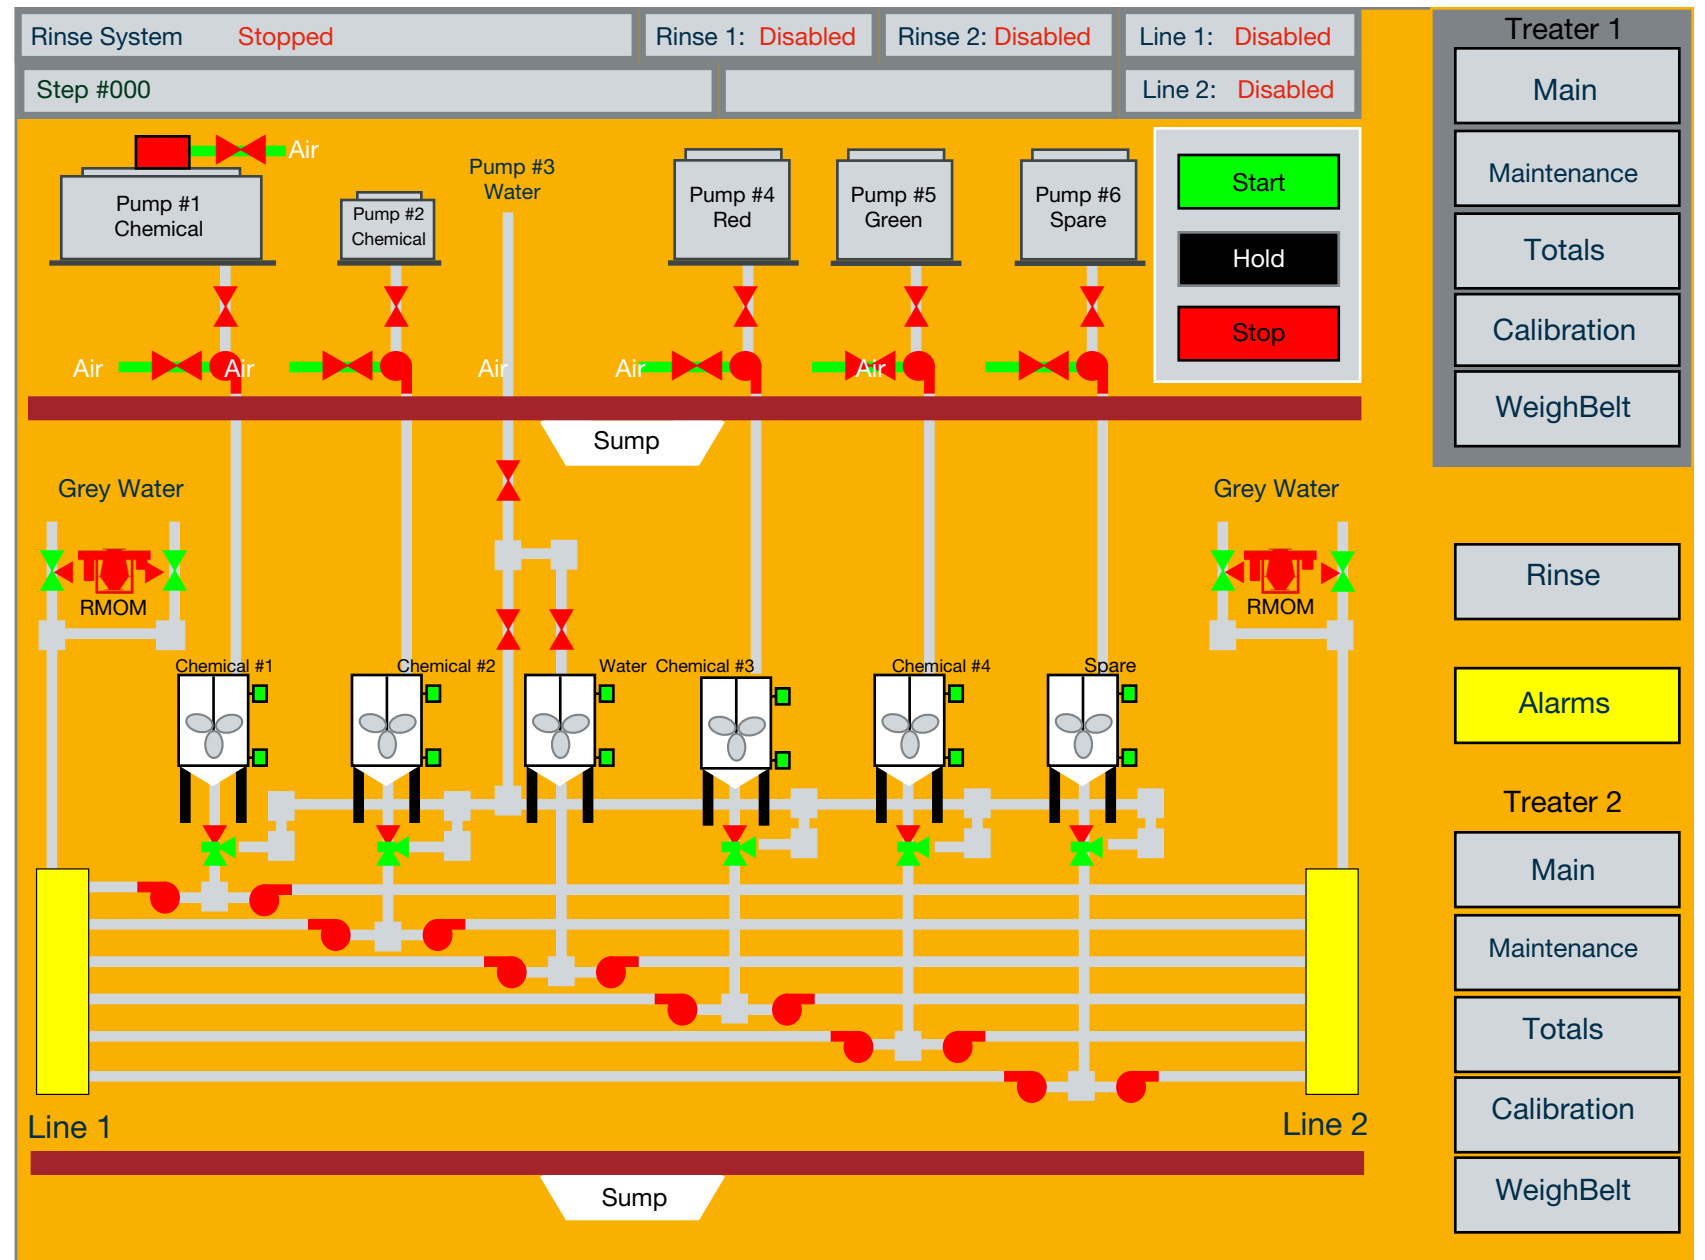 Rinse System Stopped
Rinse 1: Disabled
Rinse 2: Disabled
Line 1: Disabled
Step #000
Line 2: Disabled
Air
Pump #1
Chemical
Pump #2
Chemical
Pump #3
Water
Pump #4
Red
Pump #5
Green
Pump #6
Spare
Start
Hold
Stop
Air
Air
Air
Air
Air
Sump
Grey Water
Grey Water
RMOM
RMOM
Chemical #1
Chemical #2
Water
Chemical #3
Chemical #4
Spare
Line 1
Line 2
Sump
Treater 1
Main
Maintenance
Totals
Calibration
WeighBelt
Rinse
Alarms
Treater 2
Main
Maintenance
Totals
Calibration
WeighBelt